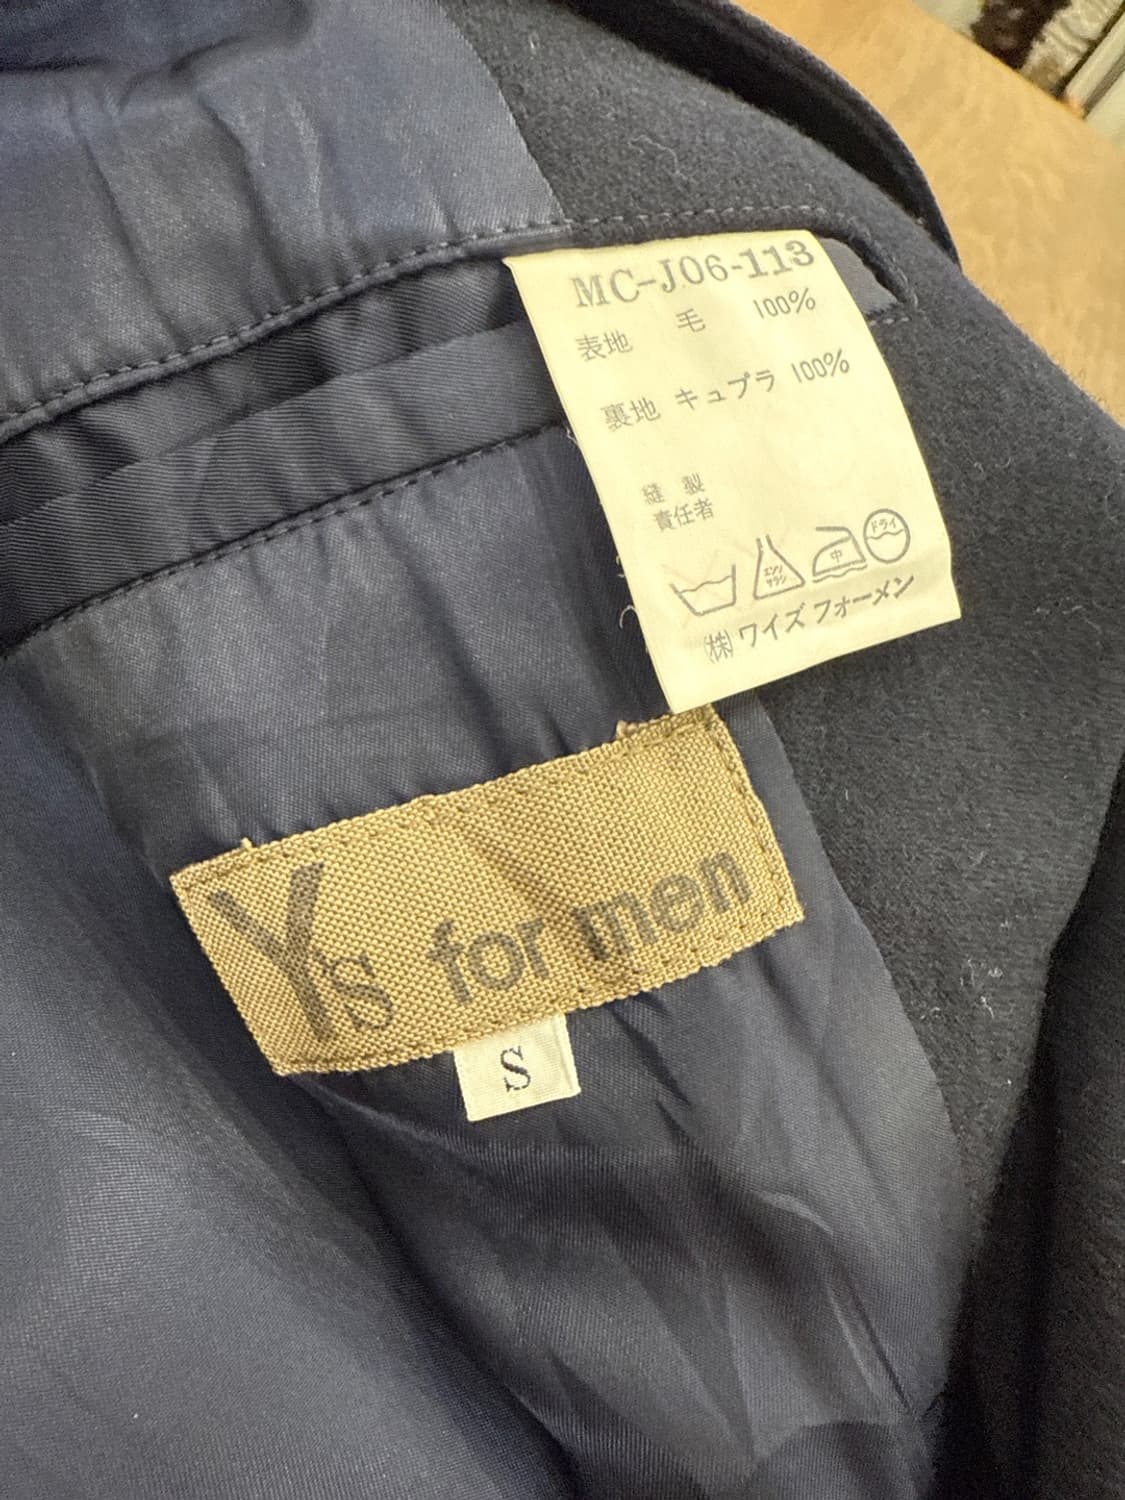 MC-J06-113
表地 毛 100%
裏地 キュプラ 100%
縫製
責任者
エンソ
サラシ
中
ドライ
㈱ワイズフォーメン
Y's for men
S